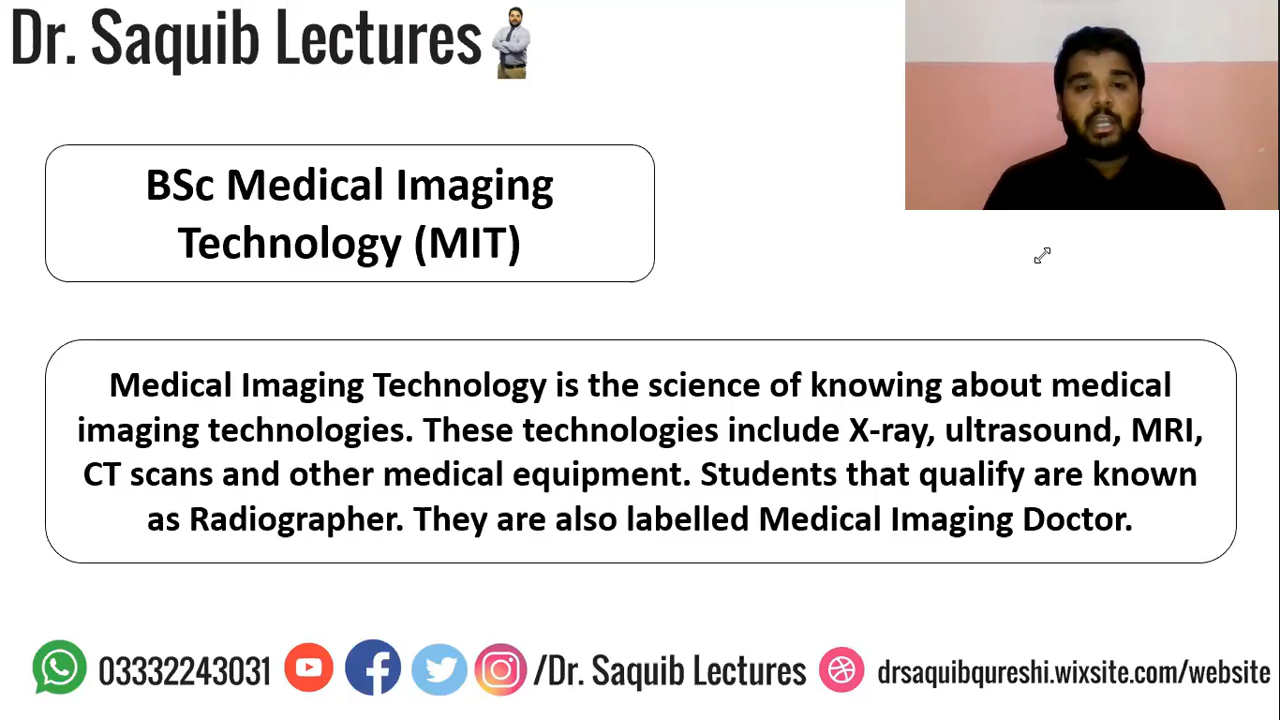 Dr. Saquib Lectures
BSc Medical Imaging
Technology (MIT)
Medical Imaging Technology is the science of knowing about medical
imaging technologies. These technologies include X-ray, ultrasound, MRI,
CT scans and other medical equipment. Students that qualify are known
as Radiographer. They are also labelled Medical Imaging Doctor.
03332243031 /Dr. Saquib Lectures drsaquibqureshi.wixsite.com/website